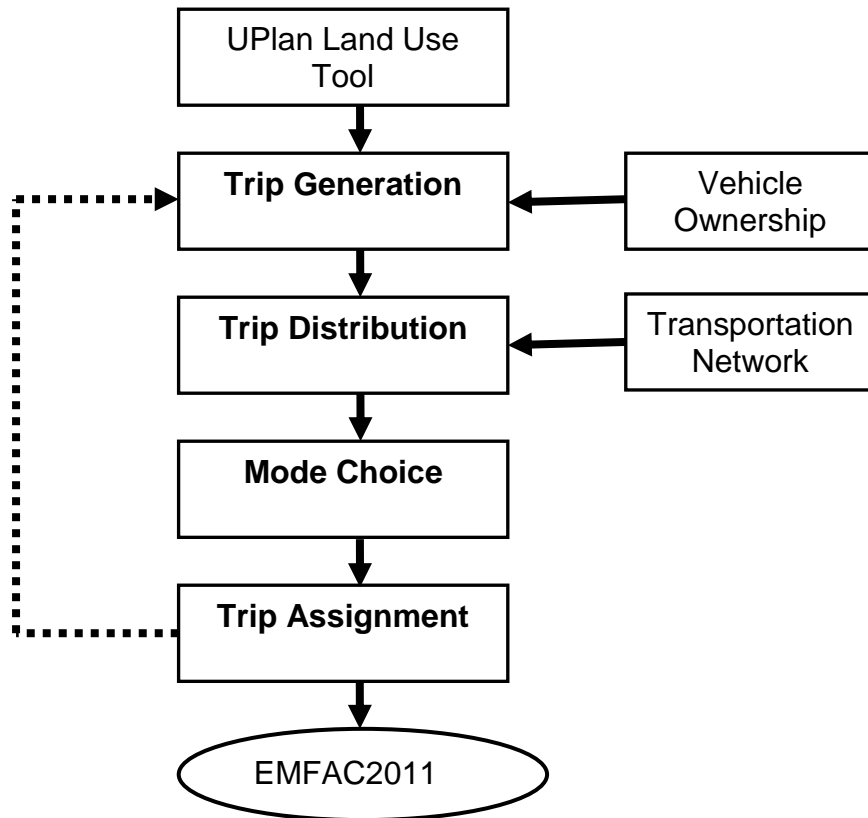 UPlan Land Use
Tool
Trip Generation
Vehicle
Ownership
Trip Distribution
Transportation
Network
Mode Choice
Trip Assignment
EMFAC2011